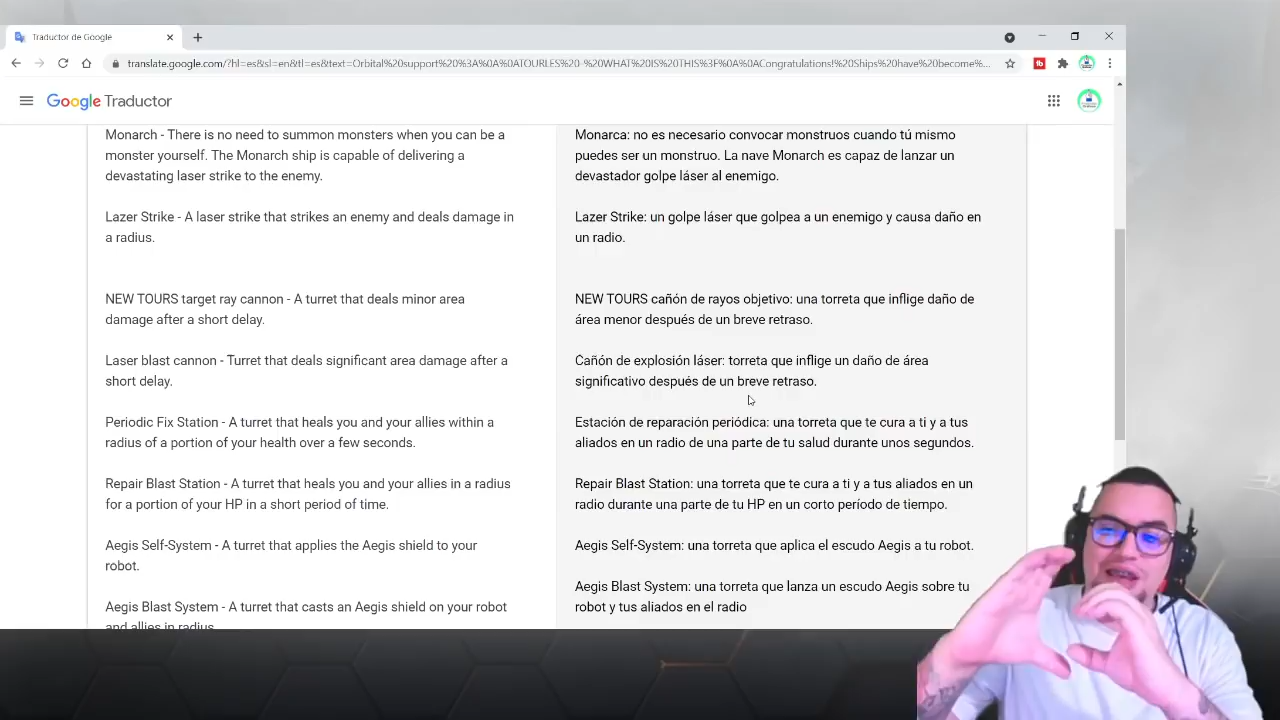 Traductor de Google
translate.google.com/?hl=es&sl=en&tl=es&text=Orbital%20support%20%3A%0A%0ATOURLES%20-%20WHAT%20IS%20THIS%3F%0A%0ACongratulations!%20Ships%20have%20become%...
Google Traductor
Monarch - There is no need to summon monsters when you can be a
monster yourself. The Monarch ship is capable of delivering a
devastating laser strike to the enemy.
Lazer Strike - A laser strike that strikes an enemy and deals damage in
a radius.
NEW TOURS target ray cannon - A turret that deals minor area
damage after a short delay.
Laser blast cannon - Turret that deals significant area damage after a
short delay.
Periodic Fix Station - A turret that heals you and your allies within a
radius of a portion of your health over a few seconds.
Repair Blast Station - A turret that heals you and your allies in a radius
for a portion of your HP in a short period of time.
Aegis Self-System - A turret that applies the Aegis shield to your
robot.
Aegis Blast System - A turret that casts an Aegis shield on your robot
and allies in radius
Monarca: no es necesario convocar monstruos cuando tú mismo
puedes ser un monstruo. La nave Monarch es capaz de lanzar un
devastador golpe láser al enemigo.
Lazer Strike: un golpe láser que golpea a un enemigo y causa daño en
un radio.
NEW TOURS cañón de rayos objetivo: una torreta que inflige daño de
área menor después de un breve retraso.
Cañón de explosión láser: torreta que inflige un daño de área
significativo después de un breve retraso.
Estación de reparación periódica: una torreta que te cura a ti y a tus
aliados en un radio de una parte de tu salud durante unos segundos.
Repair Blast Station: una torreta que te cura a ti y a tus aliados en un
radio durante una parte de tu HP en un corto período de tiempo.
Aegis Self-System: una torreta que aplica el escudo Aegis a tu robot.
Aegis Blast System: una torreta que lanza un escudo Aegis sobre tu
robot y tus aliados en el radio